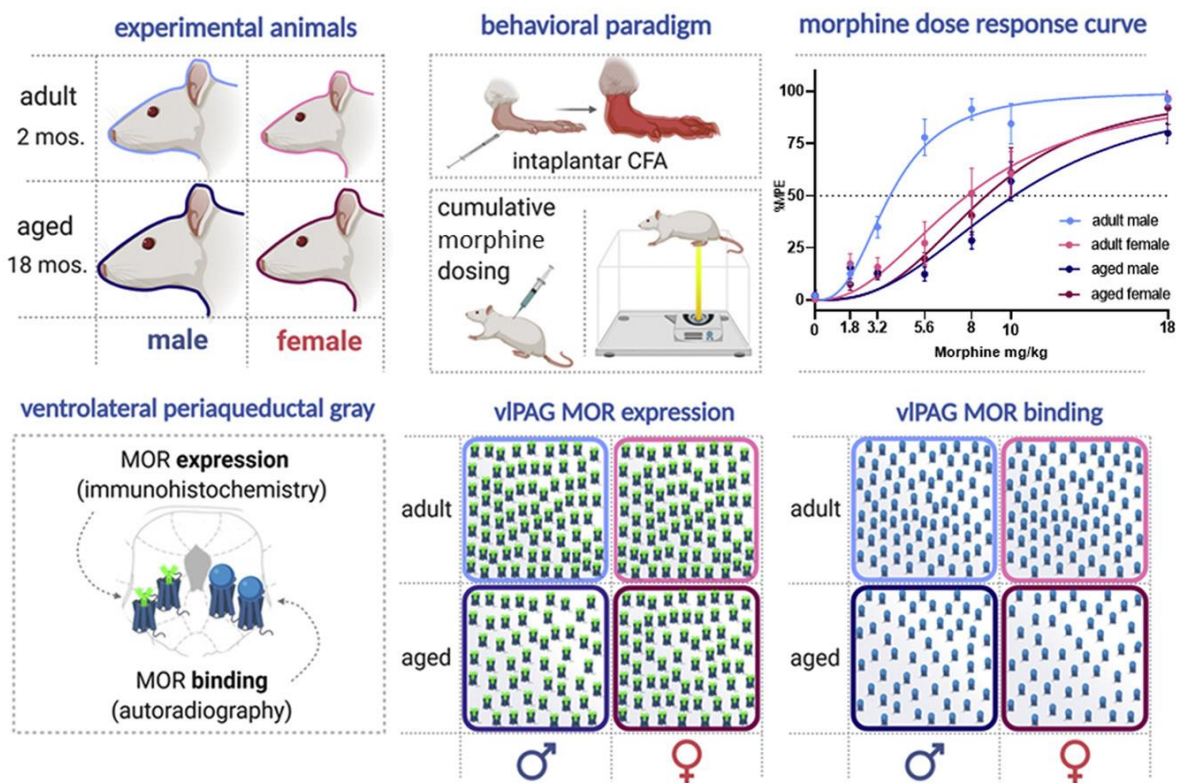 experimental animals
adult
2 mos.
aged
18 mos.
male
female
behavioral paradigm
intaplantar CFA
cumulative
morphine
dosing
morphine dose response curve
100
75
50
25
0
%MPE
adult male
adult female
aged male
aged female
0
1.8
3.2
5.6
8
10
18
Morphine mg/kg
ventrolateral periaqueductal gray
MOR expression
(immunohistochemistry)
MOR binding
(autoradiography)
vlPAG MOR expression
adult
aged
♂
♀
vlPAG MOR binding
adult
aged
♂
♀